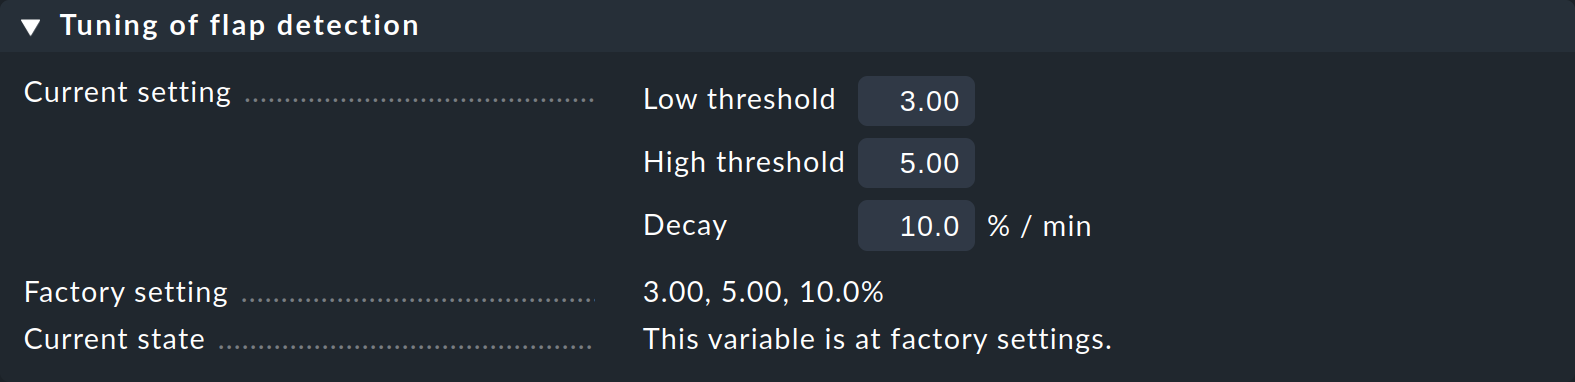 Tuning of flap detection
Current setting
Low threshold 3.00
High threshold 5.00
Decay 10.0 % / min
Factory setting 3.00, 5.00, 10.0%
Current state This variable is at factory settings.